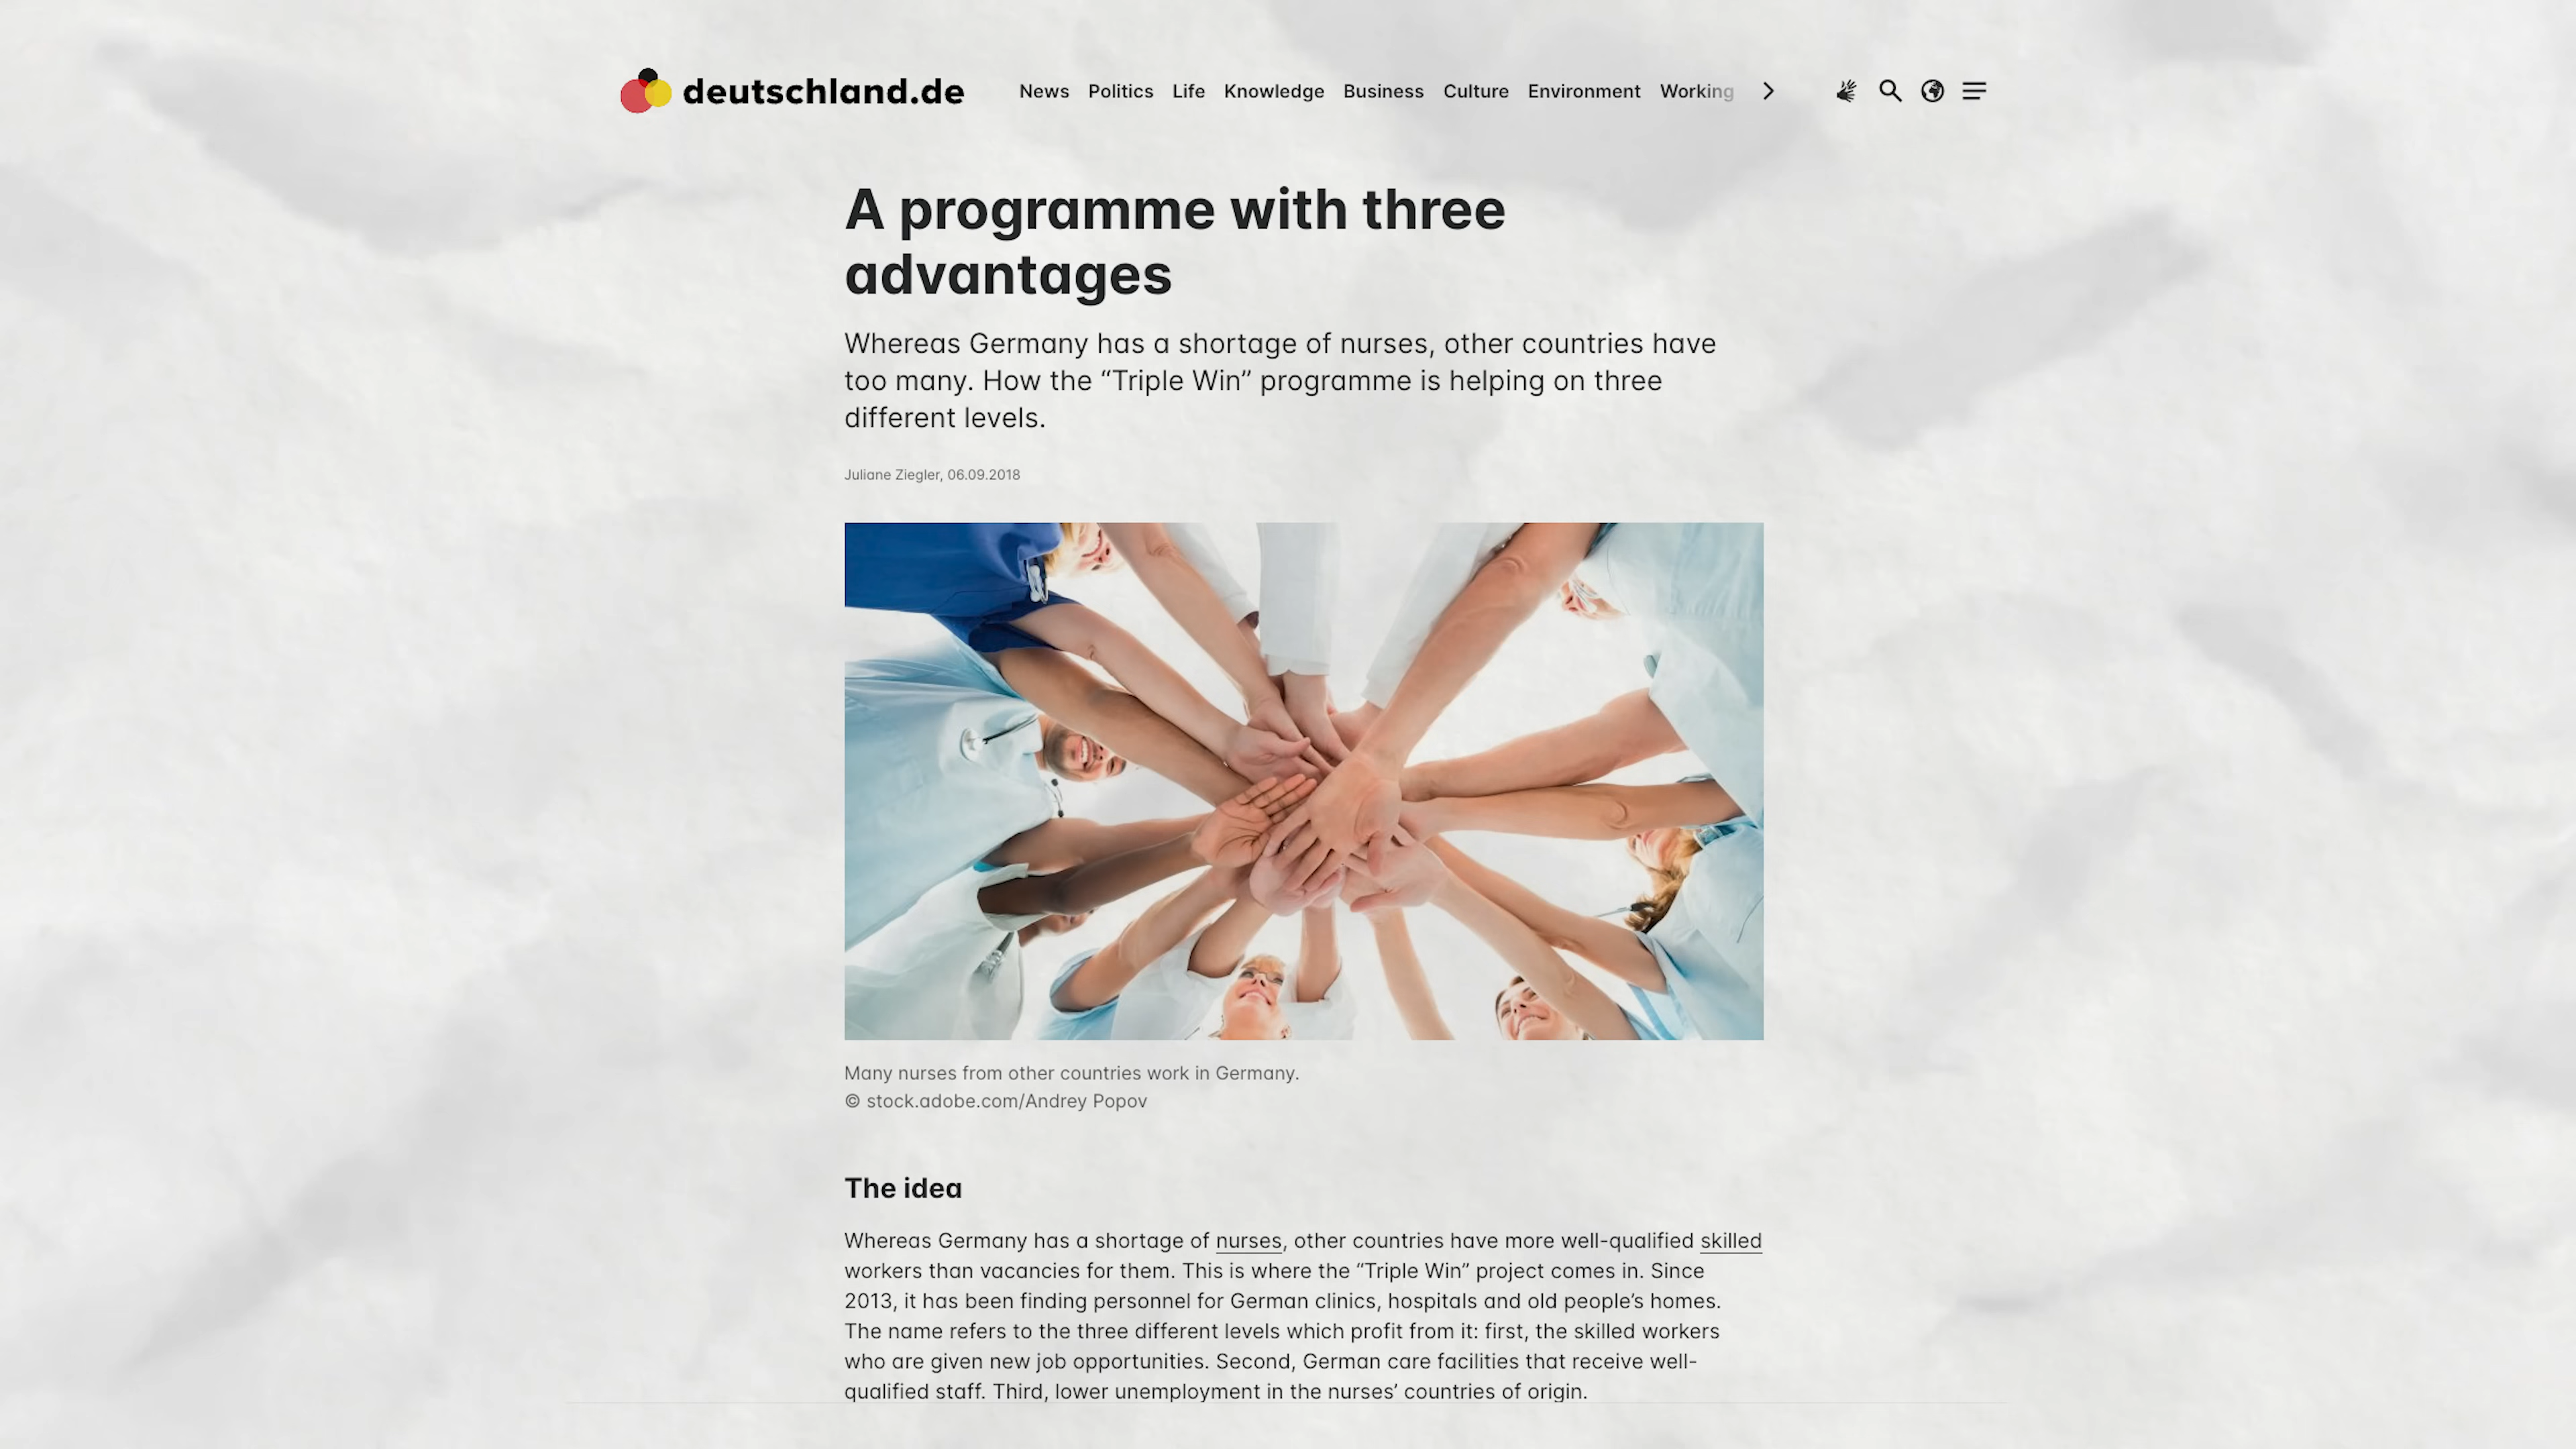 deutschland.de
News Politics Life Knowledge Business Culture Environment Working
A programme with three
advantages
Whereas Germany has a shortage of nurses, other countries have
too many. How the “Triple Win” programme is helping on three
different levels.
Juliane Ziegler, 06.09.2018
Many nurses from other countries work in Germany.
© stock.adobe.com/Andrey Popov
The idea
Whereas Germany has a shortage of nurses, other countries have more well-qualified skilled
workers than vacancies for them. This is where the “Triple Win” project comes in. Since
2013, it has been finding personnel for German clinics, hospitals and old people’s homes.
The name refers to the three different levels which profit from it: first, the skilled workers
who are given new job opportunities. Second, German care facilities that receive well-
qualified staff. Third, lower unemployment in the nurses’ countries of origin.